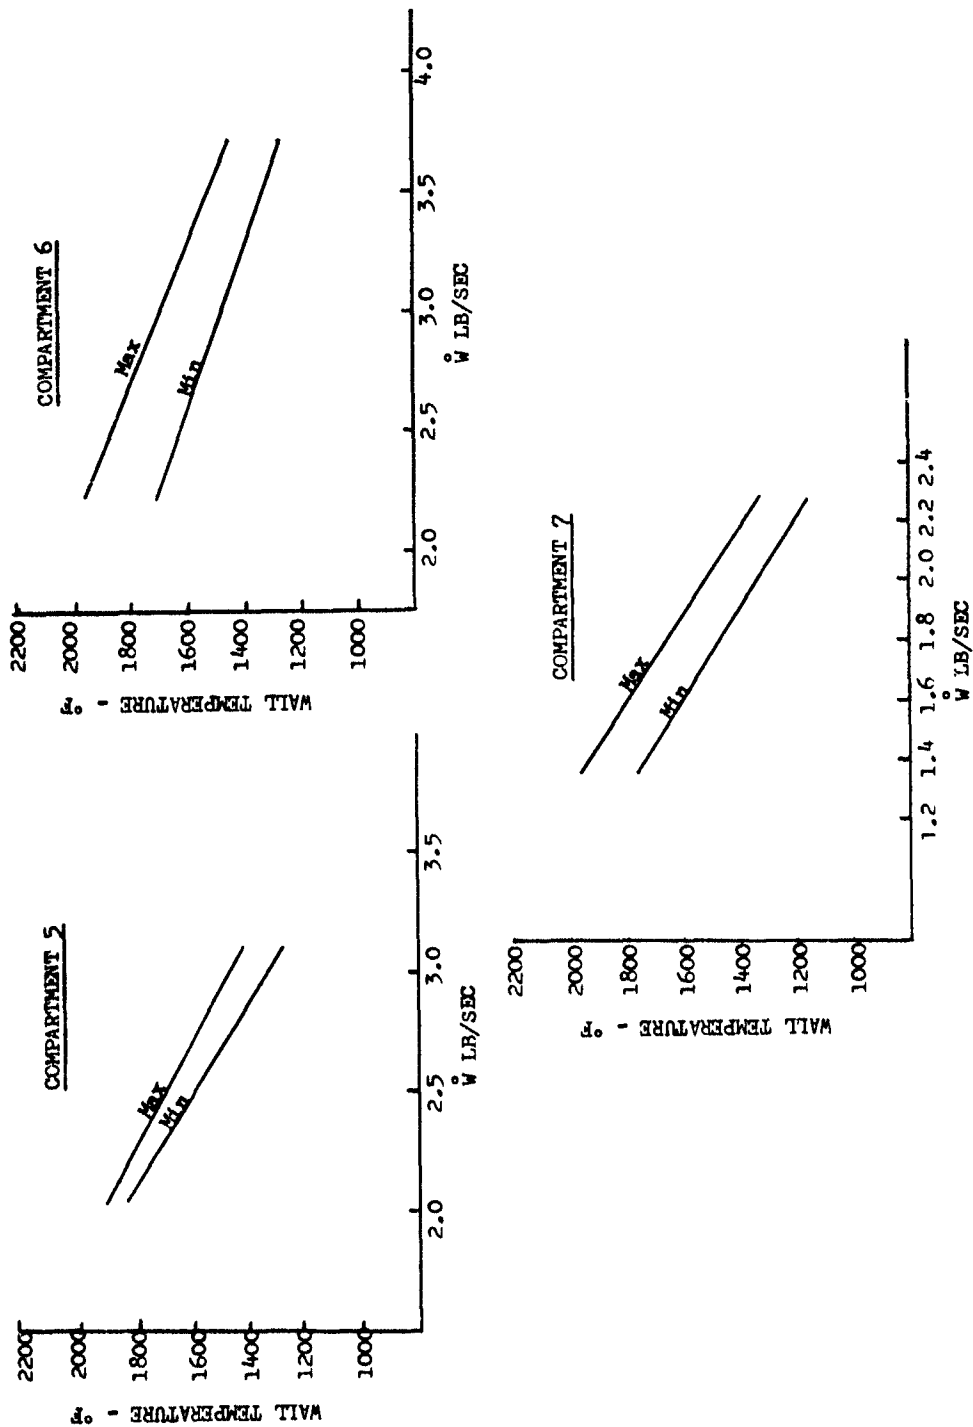 COMPARTMENT 5
WALL TEMPERATURE - °F
2200
2000
1800
1600
1400
1200
1000
Max
Min
2.0 2.5 3.0 3.5
W̊ LB/SEC
COMPARTMENT 6
WALL TEMPERATURE - °F
2200
2000
1800
1600
1400
1200
1000
Max
Min
2.0 2.5 3.0 3.5 4.0
W̊ LB/SEC
COMPARTMENT 7
WALL TEMPERATURE - °F
2200
2000
1800
1600
1400
1200
1000
Max
Min
1.2 1.4 1.6 1.8 2.0 2.2 2.4
W̊ LB/SEC